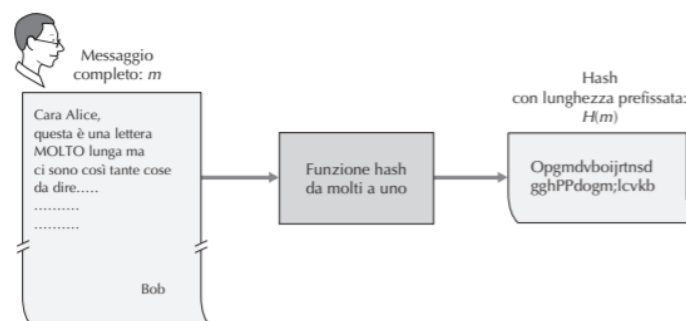 Messaggio
completo: m
Cara Alice,
questa è una lettera
MOLTO lunga ma
ci sono così tante cose
da dire.....
..........
..........
Bob
Funzione hash
da molti a uno
Hash
con lunghezza prefissata:
H(m)
Opgmdvboijrtnsd
gghPPdogm;lcvkb